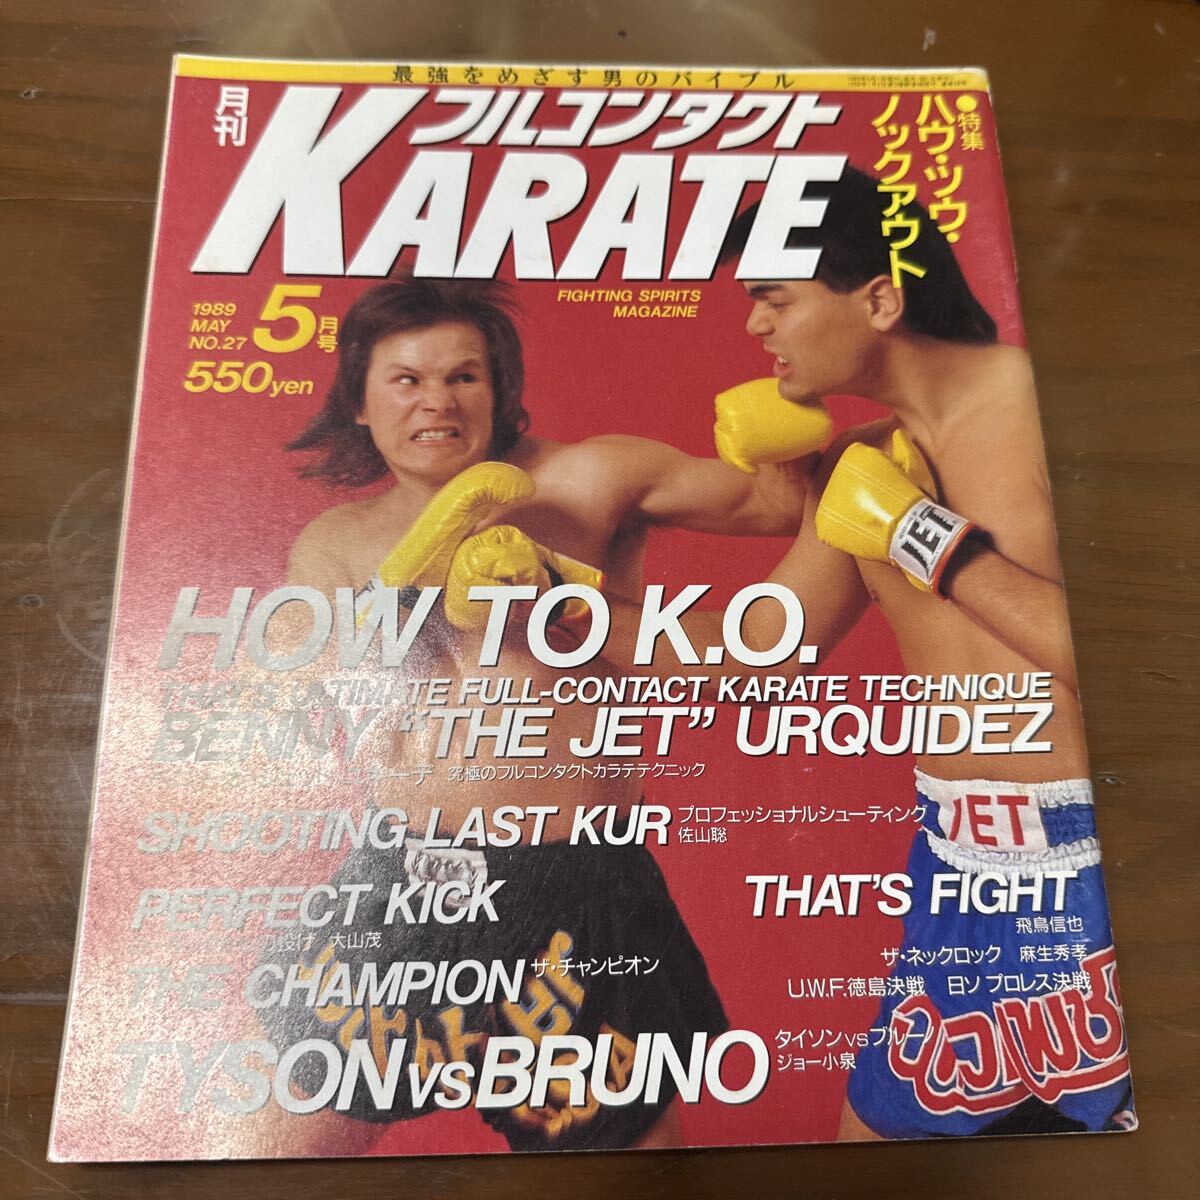 最強をめざす男のバイブル
月刊
フルコンタクト
KARATE
●特集
ハウ・ツウ・
ノックアウト
FIGHTING SPIRITS
MAGAZINE
1989
MAY
NO.27
5月号
550yen
JET
HOW TO K.O.
THAT'S ULTIMATE FULL-CONTACT KARATE TECHNIQUE
BENNY "THE JET" URQUIDEZ
究極のフルコンタクトカラテテクニック
SHOOTING LAST KUR
プロフェッショナルシューティング
佐山聡
JET
PERFECT KICK
大山茂
THAT'S FIGHT
飛鳥信也
ザ・ネックロック 麻生秀孝
THE CHAMPION
ザ・チャンピオン
U.W.F.徳島決戦 日ソ プロレス決戦
TYSON VS BRUNO
タイソンVSブルーノ
ジョー小泉